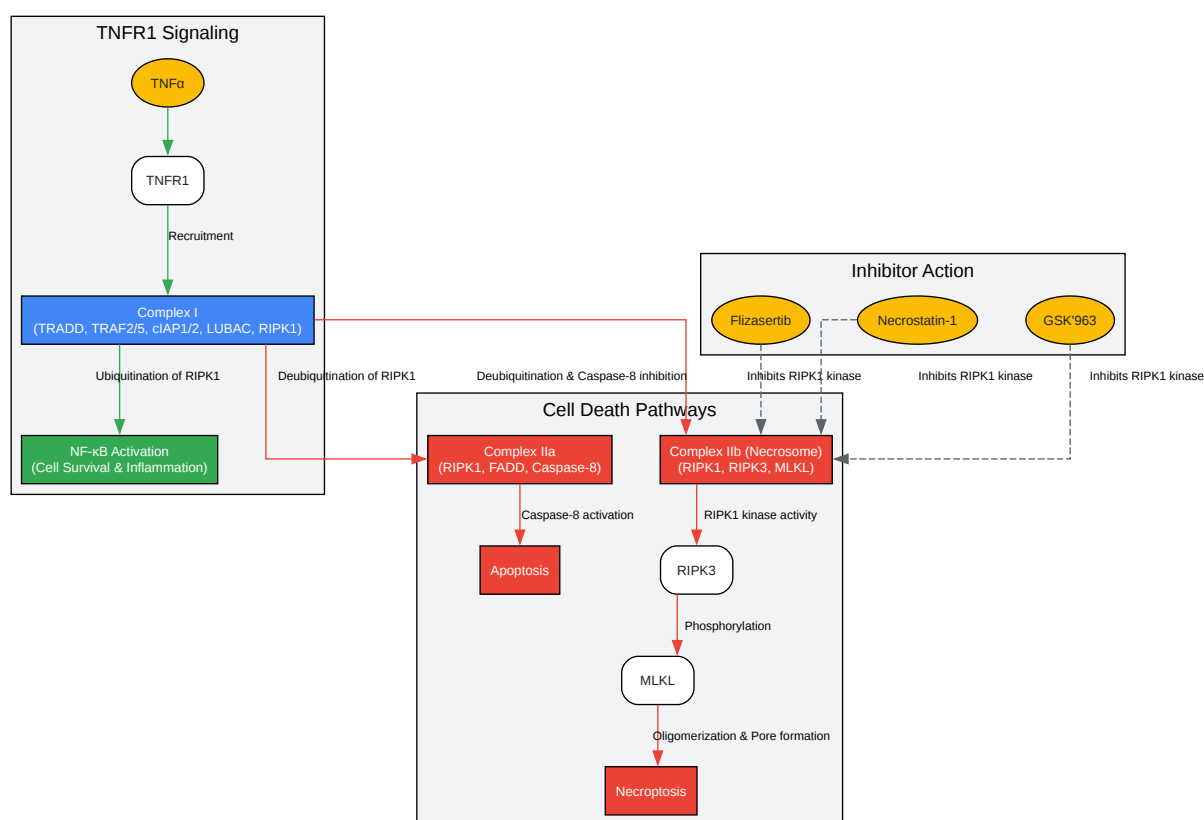 TNFR1 Signaling
TNFα
TNFR1
Recruitment
Complex I
(TRADD, TRAF2/5, cIAP1/2, LUBAC, RIPK1)
Ubiquitination of RIPK1
Deubiquitination of RIPK1
NF-κB Activation
(Cell Survival & Inflammation)
Inhibitor Action
Flizasertib
Necrostatin-1
GSK'963
Deubiquitination & Caspase-8 inhibition
Inhibits RIPK1 kinase
Inhibits RIPK1 kinase
Inhibits RIPK1 kinase
Cell Death Pathways
Complex IIa
(RIPK1, FADD, Caspase-8)
Complex IIb (Necrosome)
(RIPK1, RIPK3, MLKL)
Caspase-8 activation
RIPK1 kinase activity
Apoptosis
RIPK3
Phosphorylation
MLKL
Oligomerization & Pore formation
Necroptosis